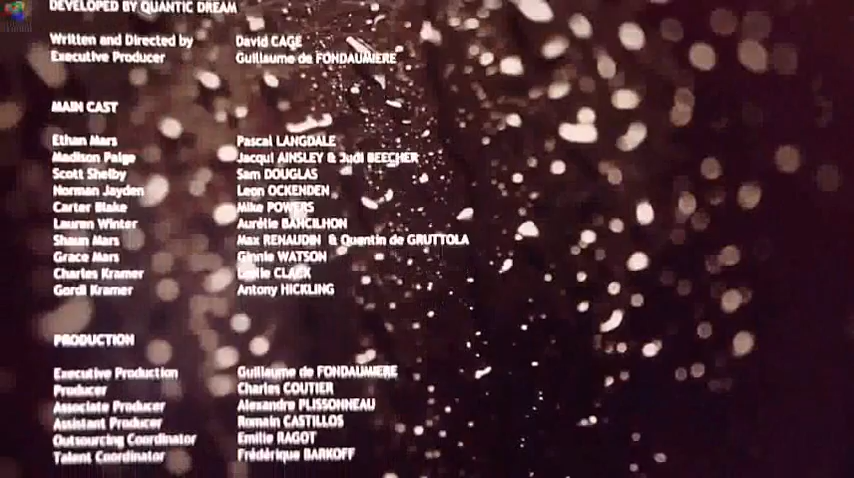 DEVELOPED BY QUANTIC DREAM
Written and Directed by David CAGE
Executive Producer Guillaume de FONDAUMIERE
MAIN CAST
Ethan Mars Pascal LANGDALE
Madison Paige Jacqui AINSLEY & Judi BEECHER
Scott Shelby Sam DOUGLAS
Norman Jayden Leon OCKENDEN
Carter Blake Mike POWERS
Lauren Winter Aurélie BANCILHON
Shaun Mars Max RENAUDIN & Quentin de GRUTTOLA
Grace Mars Ginnie WATSON
Charles Kramer Leslie CLACK
Gordi Kramer Antony HICKLING
PRODUCTION
Executive Production Guillaume de FONDAUMIERE
Producer Charles COUTIER
Associate Producer Alexandre PLISSONNEAU
Assistant Producer Romain CASTILLOS
Outsourcing Coordinator Emilie RAGOT
Talent Coordinator Frédérique BARKOFF